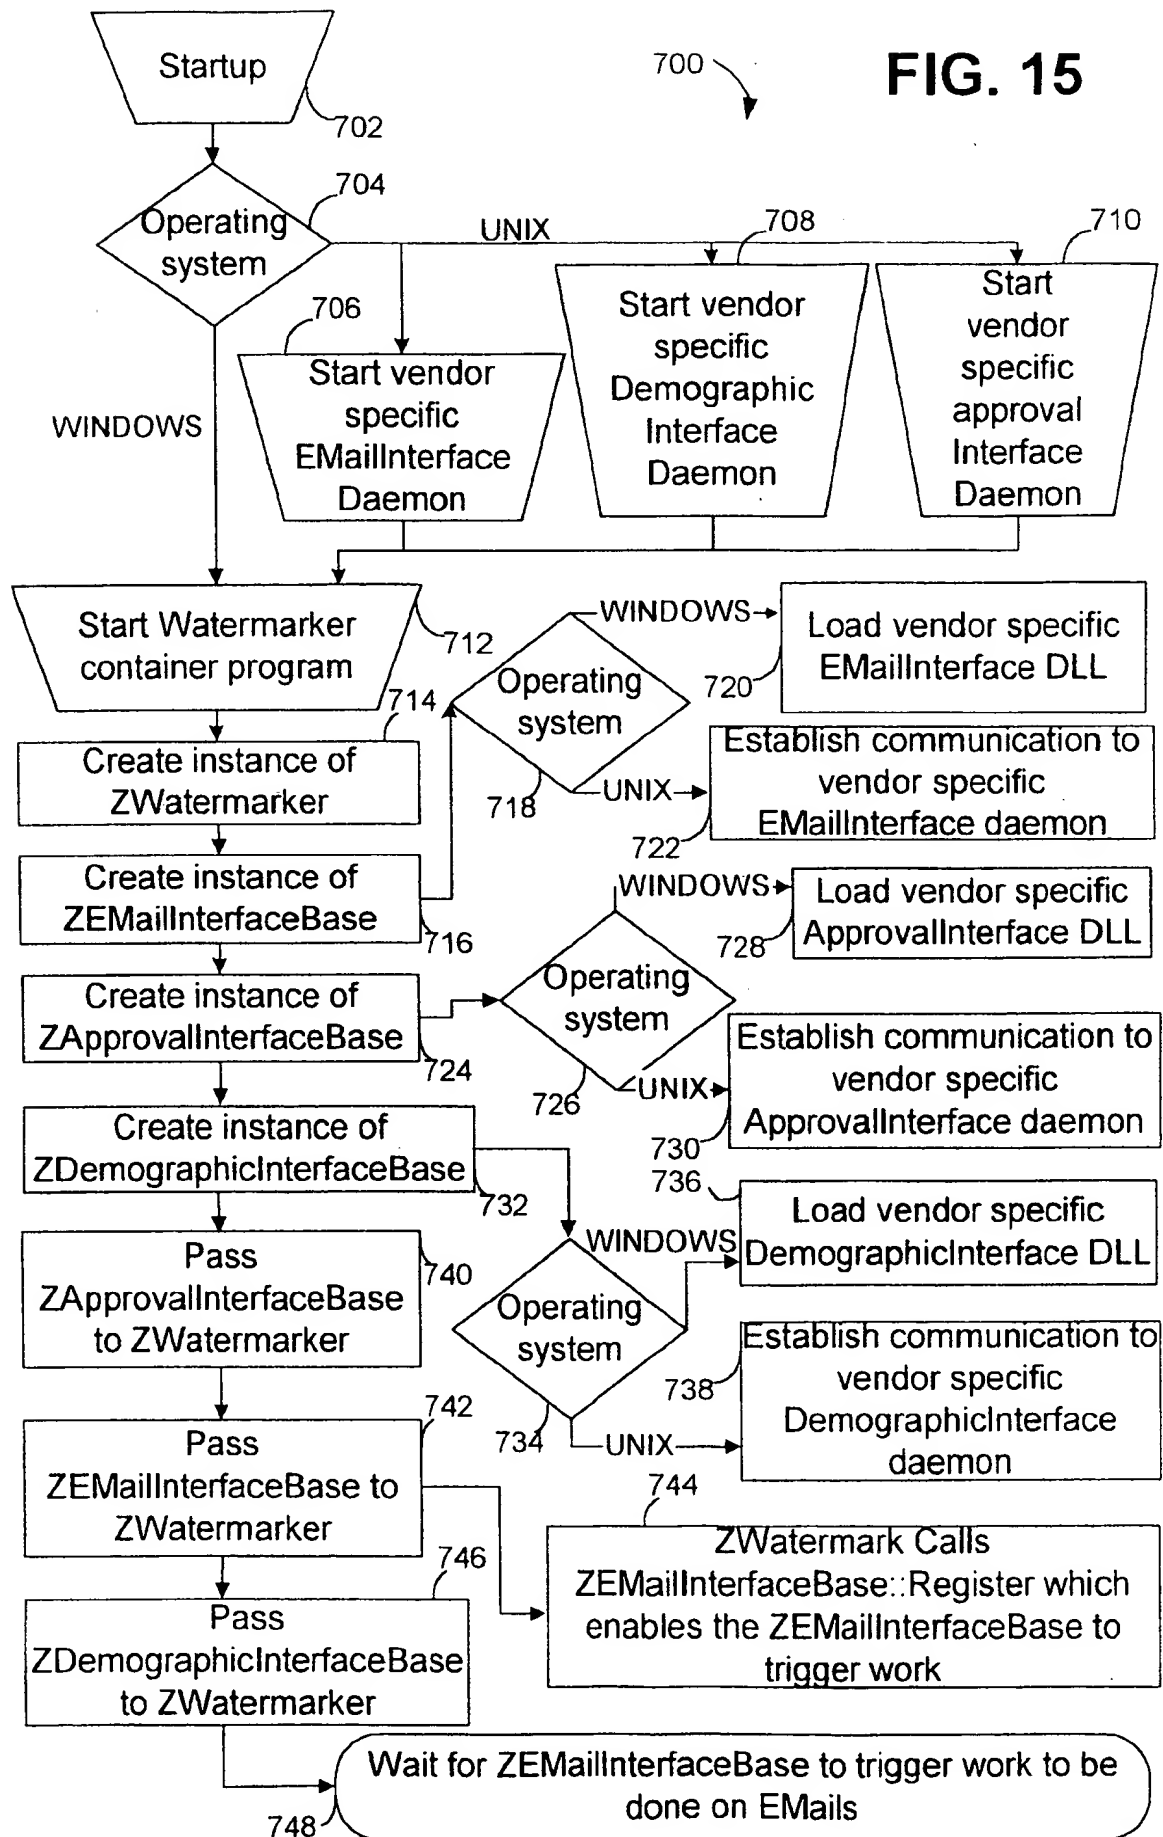 FIG. 15
700
Startup
702
704
Operating
system
UNIX
WINDOWS
706
Start vendor
specific
EMailInterface
Daemon
708
Start vendor
specific
Demographic
Interface
Daemon
710
Start
vendor
specific
approval
Interface
Daemon
Start Watermarker
container program
712
714
Create instance of
ZWatermarker
Create instance of
ZEMailInterfaceBase
716
Operating
system
718
WINDOWS
Load vendor specific
EMailInterface DLL
720
UNIX
Establish communication to
vendor specific
EMailInterface daemon
722
Create instance of
ZApprovalInterfaceBase
724
Operating
system
726
WINDOWS
Load vendor specific
ApprovalInterface DLL
728
UNIX
Establish communication to
vendor specific
ApprovalInterface daemon
730
Create instance of
ZDemographicInterfaceBase
732
Operating
system
734
WINDOWS
736
Load vendor specific
DemographicInterface DLL
UNIX
738
Establish communication to
vendor specific
DemographicInterface
daemon
Pass
ZApprovalInterfaceBase
to ZWatermarker
740
742
Pass
ZEMailInterfaceBase to
ZWatermarker
744
ZWatermark Calls
ZEMailInterfaceBase::Register which
enables the ZEMailInterfaceBase to
trigger work
746
Pass
ZDemographicInterfaceBase
to ZWatermarker
Wait for ZEMailInterfaceBase to trigger work to be
done on EMails
748